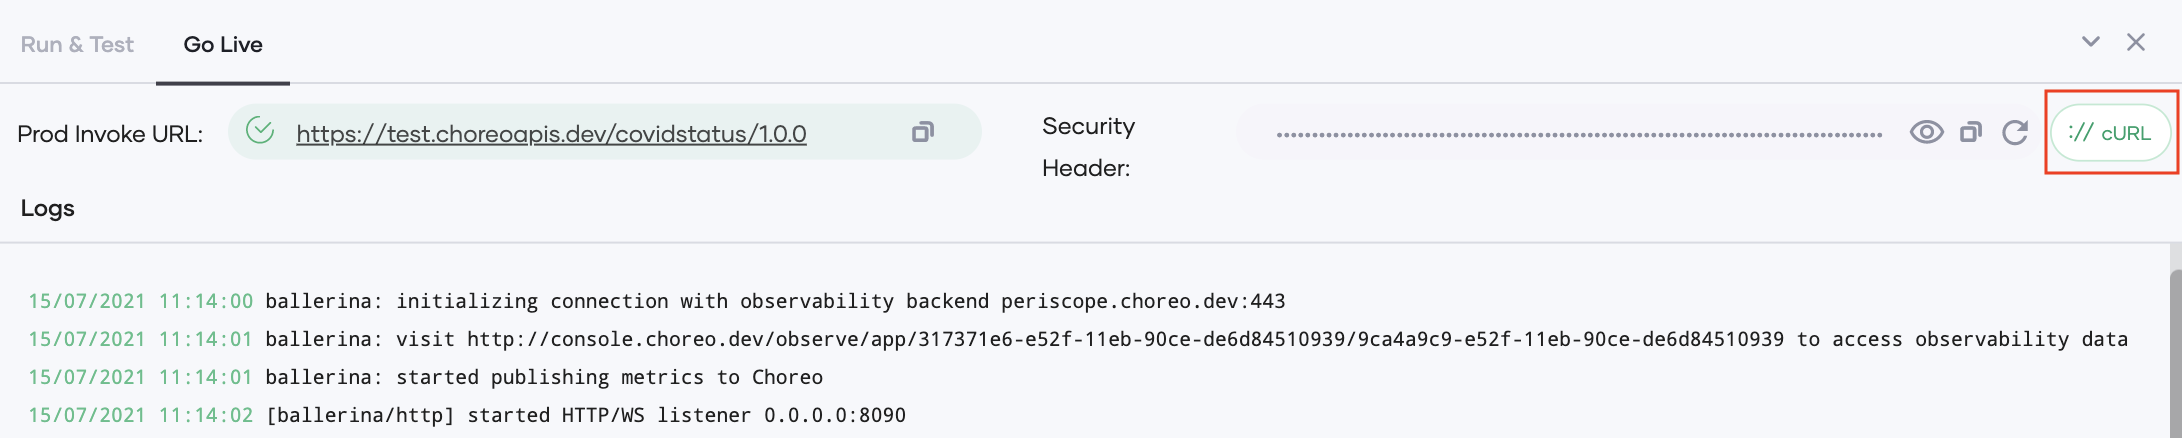 Run & Test Go Live
Prod Invoke URL: https://test.choreoapis.dev/covidstatus/1.0.0
Security
Header:
:// cURL
Logs
15/07/2021 11:14:00 ballerina: initializing connection with observability backend periscope.choreo.dev:443
15/07/2021 11:14:01 ballerina: visit http://console.choreo.dev/observe/app/317371e6-e52f-11eb-90ce-de6d84510939/9ca4a9c9-e52f-11eb-90ce-de6d84510939 to access observability data
15/07/2021 11:14:01 ballerina: started publishing metrics to Choreo
15/07/2021 11:14:02 [ballerina/http] started HTTP/WS listener 0.0.0.0:8090